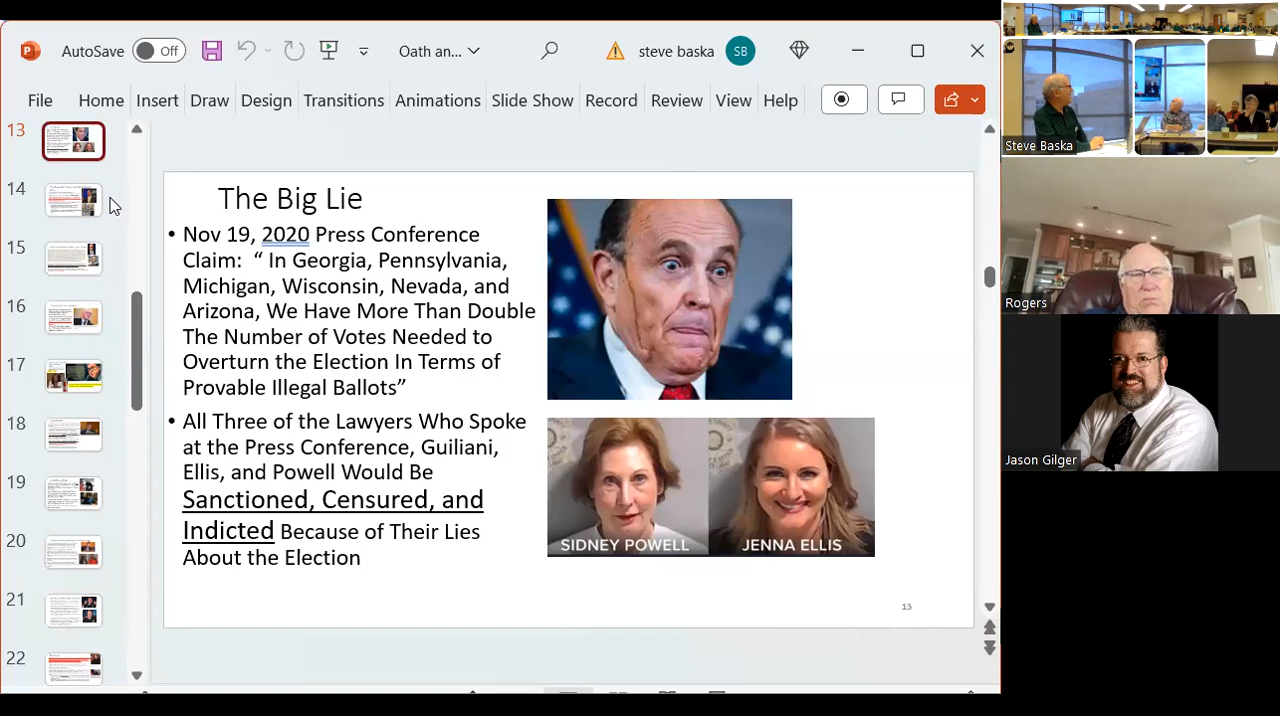 AutoSave
Off
Oath an...
steve baska
SB
File Home Insert Draw Design Transitions Animations Slide Show Record Review View Help
13
14
15
16
17
18
19
20
21
22
The Big Lie
• Nov 19, 2020 Press Conference
Claim: “ In Georgia, Pennsylvania,
Michigan, Wisconsin, Nevada, and
Arizona, We Have More Than Double
The Number of Votes Needed to
Overturn the Election In Terms of
Provable Illegal Ballots”
• All Three of the Lawyers Who Spoke
at the Press Conference, Guiliani,
Ellis, and Powell Would Be
Sanctioned, Censured, and
Indicted Because of Their Lies
About the Election
SIDNEY POWELL
JENNA ELLIS
13
Steve Baska
Rogers
Jason Gilger